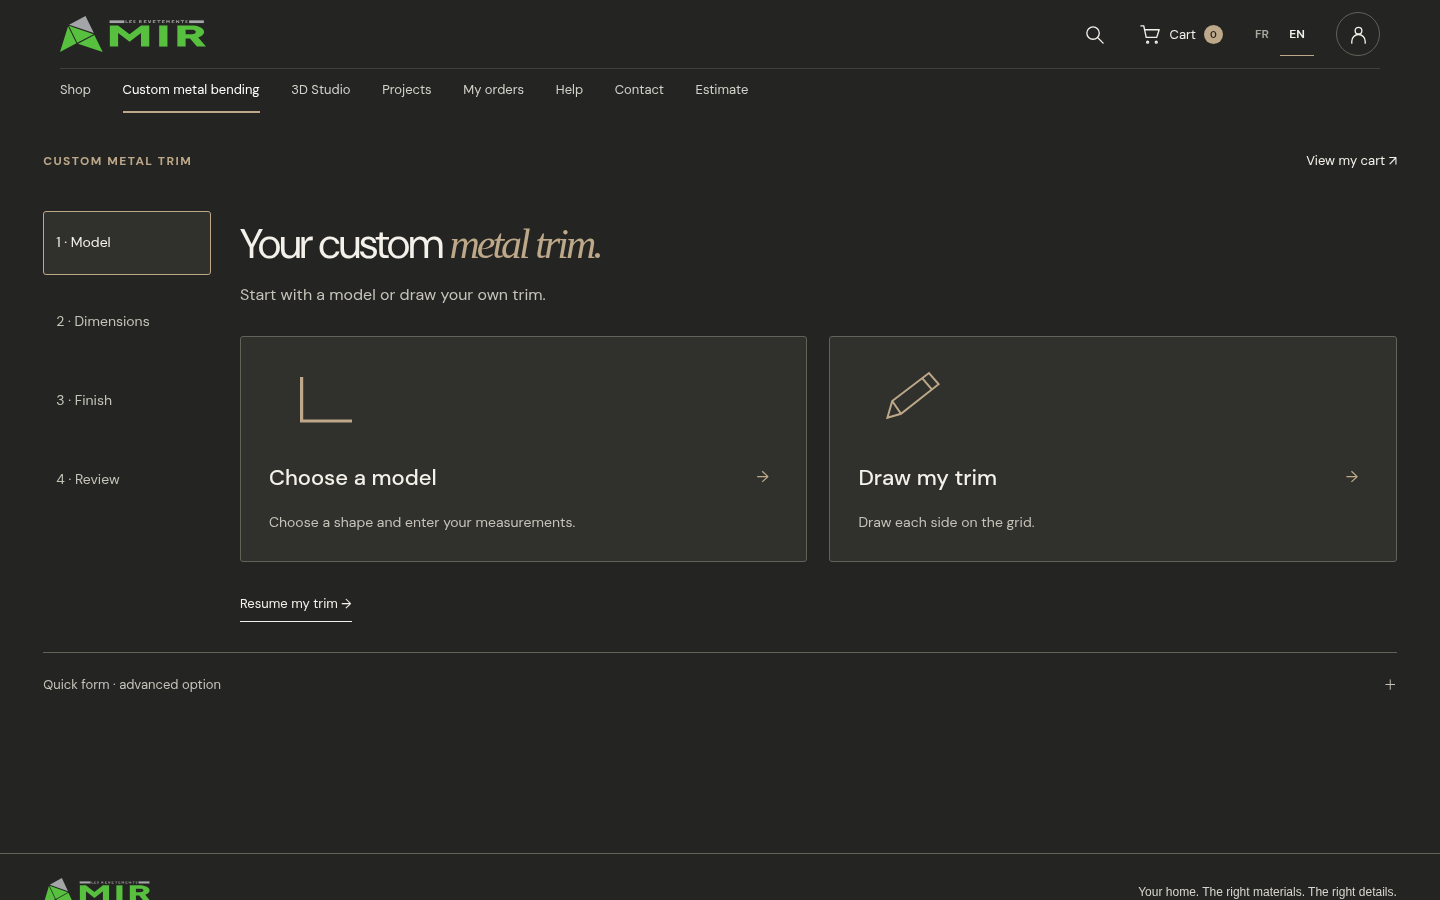 LES REVÊTEMENTS
MIR
Cart 0
FR EN
Shop Custom metal bending 3D Studio Projects My orders Help Contact Estimate
CUSTOM METAL TRIM
View my cart ↗
1 · Model
2 · Dimensions
3 · Finish
4 · Review
Your custom metal trim.
Start with a model or draw your own trim.
Choose a model →
Choose a shape and enter your measurements.
Draw my trim →
Draw each side on the grid.
Resume my trim →
Quick form · advanced option +
LES REVÊTEMENTS
MIR
Your home. The right materials. The right details.